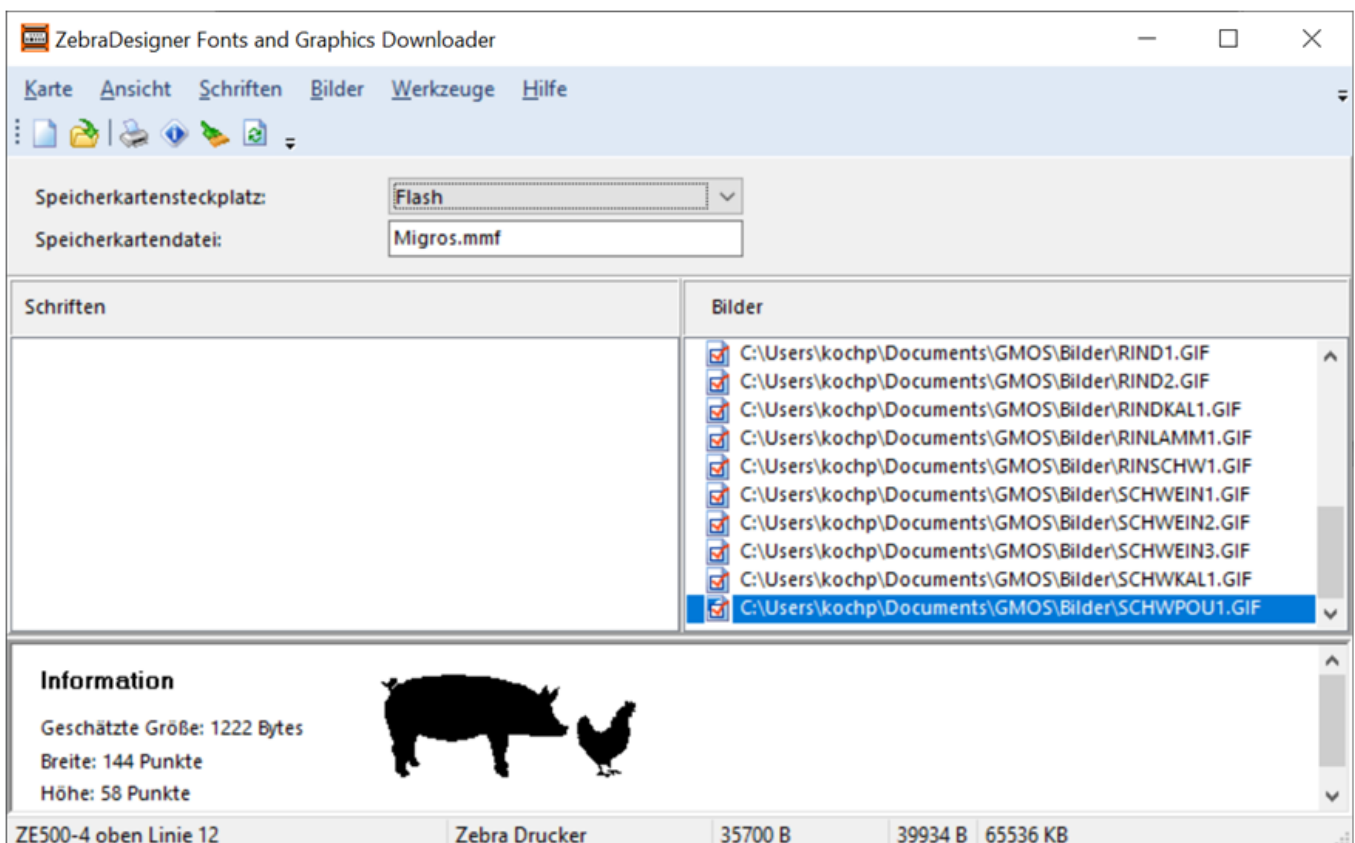 ZebraDesigner Fonts and Graphics Downloader
Karte Ansicht Schriften Bilder Werkzeuge Hilfe
Speicherkartensteckplatz: Flash
Speicherkartendatei: Migros.mmf
Schriften Bilder
C:\Users\kochp\Documents\GMOS\Bilder\RIND1.GIF
C:\Users\kochp\Documents\GMOS\Bilder\RIND2.GIF
C:\Users\kochp\Documents\GMOS\Bilder\RINDKAL1.GIF
C:\Users\kochp\Documents\GMOS\Bilder\RINLAMM1.GIF
C:\Users\kochp\Documents\GMOS\Bilder\RINSCHW1.GIF
C:\Users\kochp\Documents\GMOS\Bilder\SCHWEIN1.GIF
C:\Users\kochp\Documents\GMOS\Bilder\SCHWEIN2.GIF
C:\Users\kochp\Documents\GMOS\Bilder\SCHWEIN3.GIF
C:\Users\kochp\Documents\GMOS\Bilder\SCHWKAL1.GIF
C:\Users\kochp\Documents\GMOS\Bilder\SCHWPOU1.GIF
Information
Geschätzte Größe: 1222 Bytes
Breite: 144 Punkte
Höhe: 58 Punkte
ZE500-4 oben Linie 12 Zebra Drucker 35700 B 39934 B 65536 KB